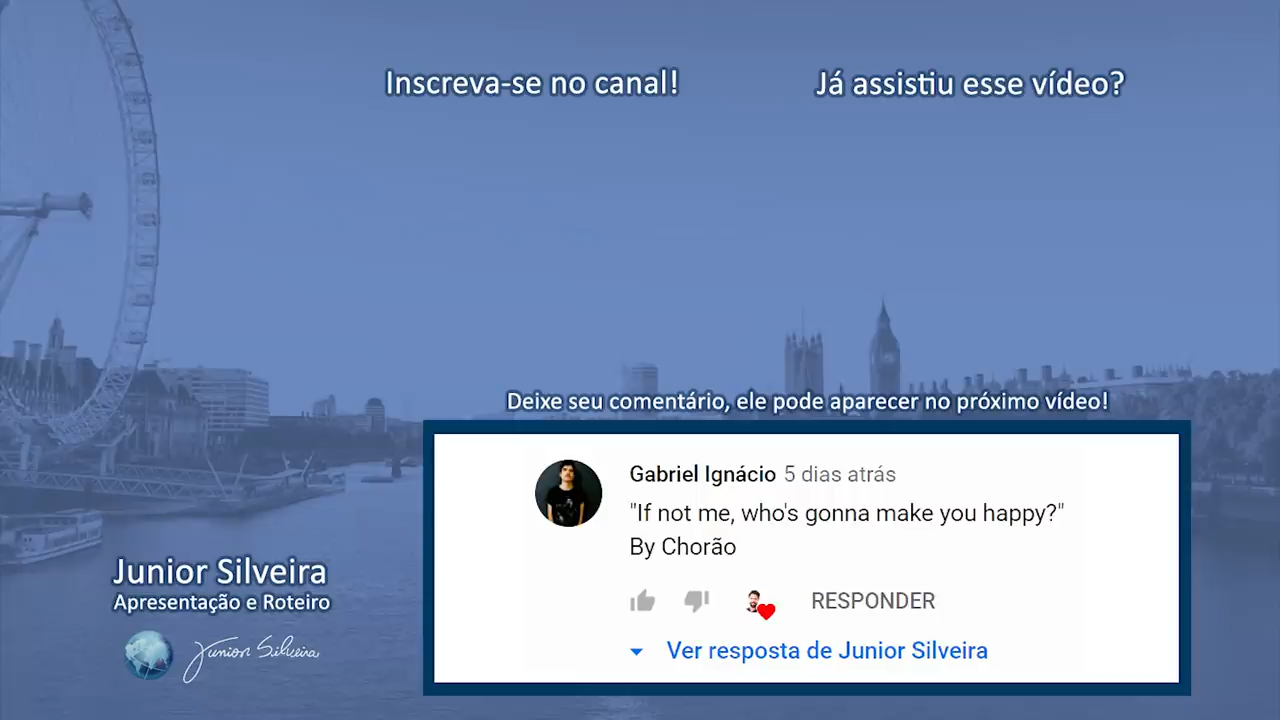 Inscreva-se no canal!
Já assistiu esse vídeo?
Deixe seu comentário, ele pode aparecer no próximo vídeo!
Gabriel Ignácio 5 dias atrás
"If not me, who's gonna make you happy?"
By Chorão
RESPONDER
Ver resposta de Junior Silveira
Junior Silveira
Apresentação e Roteiro
Junior Silveira